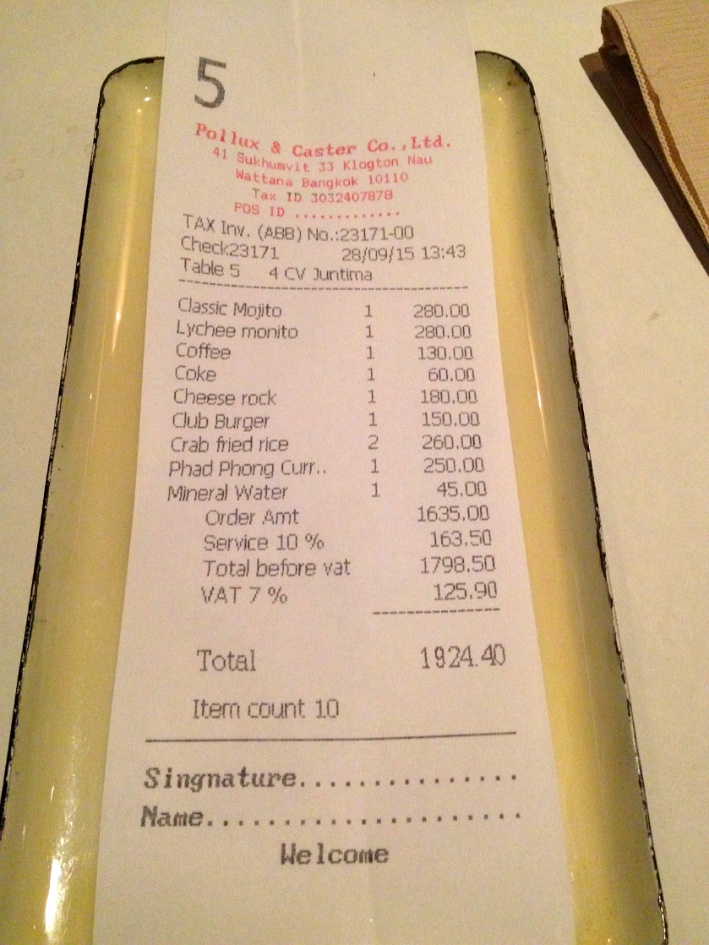 5
Pollux & Caster Co.,Ltd.
41 Sukhumvit 33 Klogton Nau
Wattana Bangkok 10110
Tax ID 3032407878
POS ID .............
TAX Inv. (ABB) No.:23171-00
Check23171 28/09/15 13:43
Table 5 4 CV Juntima
Classic Mojito 1 280.00
Lychee monito 1 280.00
Coffee 1 130.00
Coke 1 60.00
Cheese rock 1 180.00
Club Burger 1 150.00
Crab fried rice 2 260.00
Phad Phong Curr.. 1 250.00
Mineral Water 1 45.00
Order Amt 1635.00
Service 10 % 163.50
Total before vat 1798.50
VAT 7 % 125.90
Total 1924.40
Item count 10
Singnature...............
Name......................
Welcome